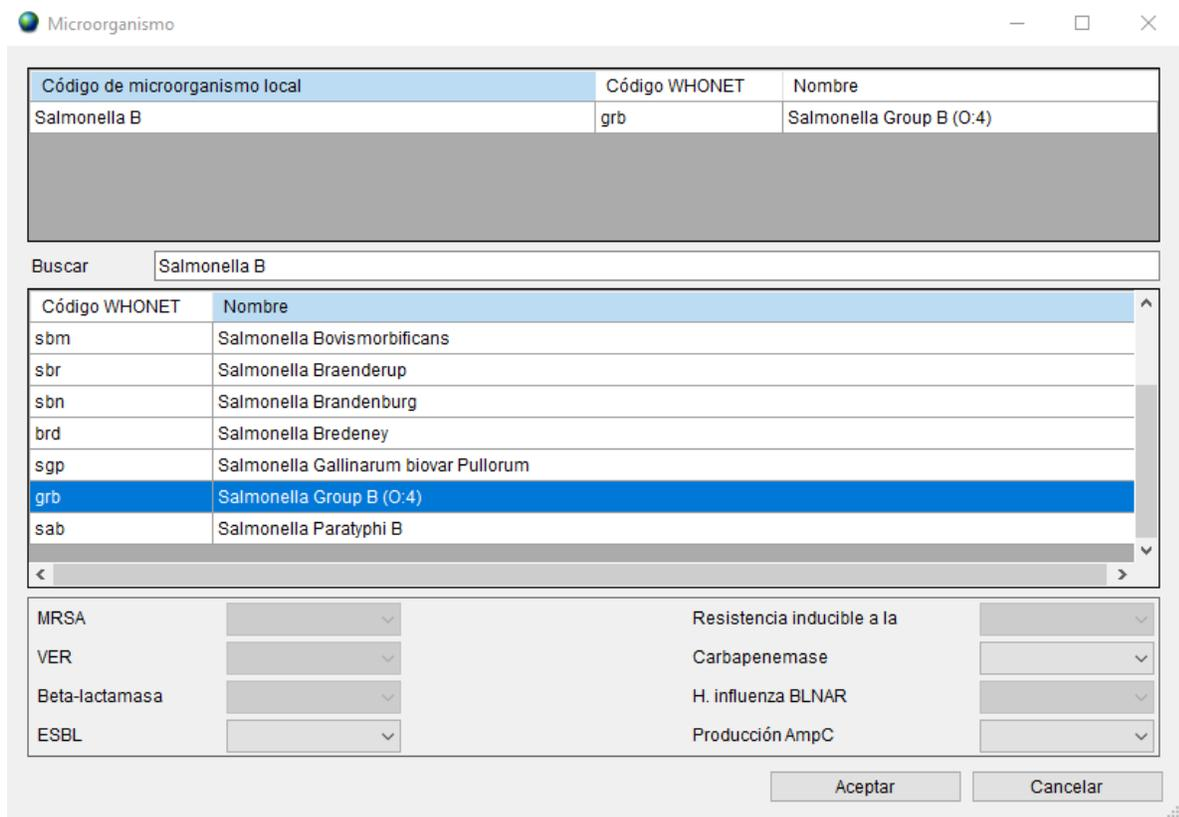 Microorganismo
Código de microorganismo local Código WHONET Nombre
Salmonella B grb Salmonella Group B (O:4)
Buscar Salmonella B
Código WHONET Nombre
sbm Salmonella Bovismorbificans
sbr Salmonella Braenderup
sbn Salmonella Brandenburg
brd Salmonella Bredeney
sgp Salmonella Gallinarum biovar Pullorum
grb Salmonella Group B (O:4)
sab Salmonella Paratyphi B
MRSA Resistencia inducible a la
VER Carbapenemase
Beta-lactamasa H. influenza BLNAR
ESBL Producción AmpC
Aceptar Cancelar